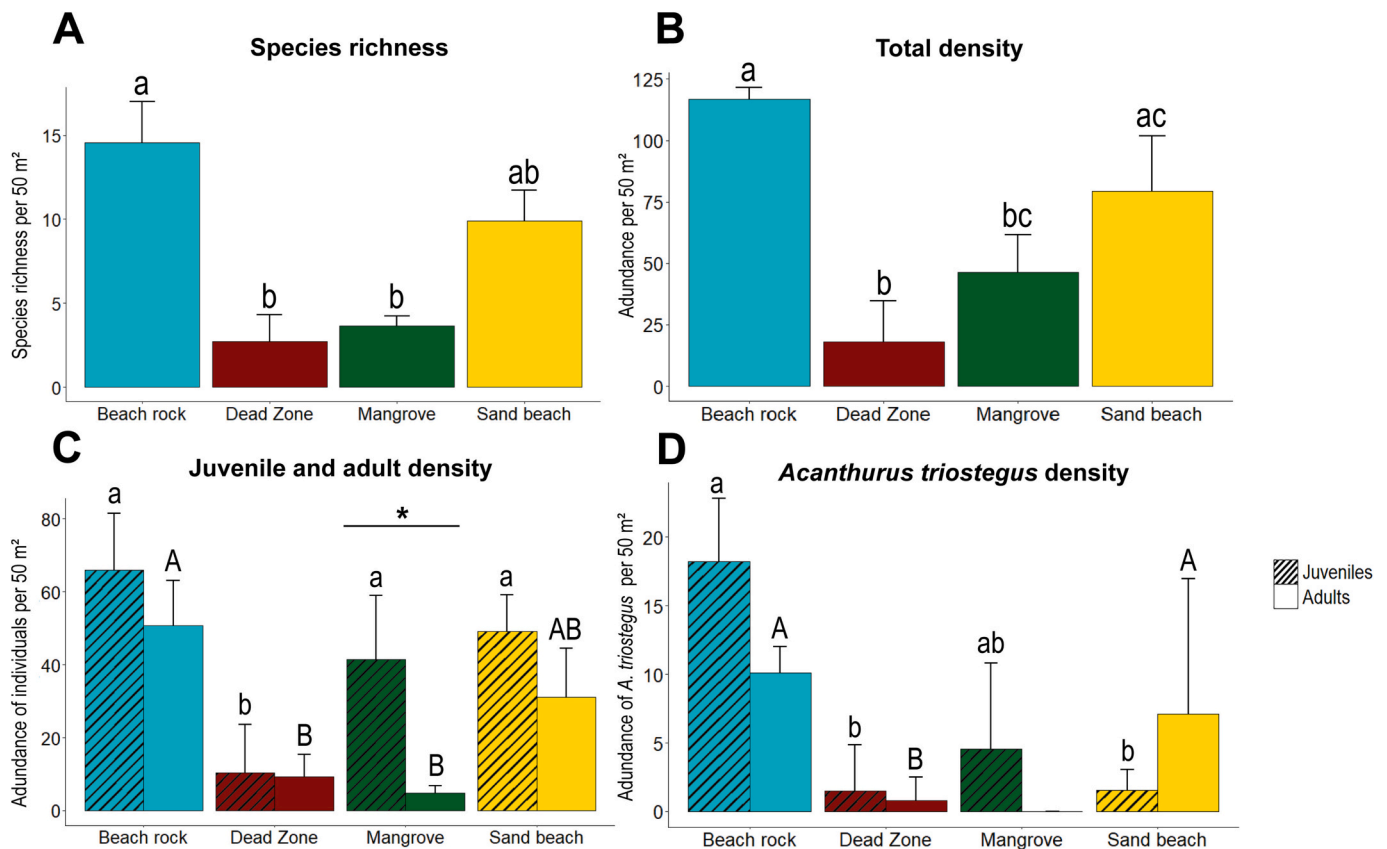 A
Species richness
Species richness per 50 m²
15
10
5
0
a
b
b
ab
Beach rock
Dead Zone
Mangrove
Sand beach
B
Total density
Adundance per 50 m²
125
100
75
50
25
0
a
b
bc
ac
Beach rock
Dead Zone
Mangrove
Sand beach
C
Juvenile and adult density
Adundance of individuals per 50 m²
80
60
40
20
0
a
A
b
B
*
a
B
a
AB
Beach rock
Dead Zone
Mangrove
Sand beach
D
Acanthurus triostegus density
Adundance of A. triostegus per 50 m²
20
15
10
5
0
a
A
b
B
ab
b
A
Beach rock
Dead Zone
Mangrove
Sand beach
Juveniles
Adults